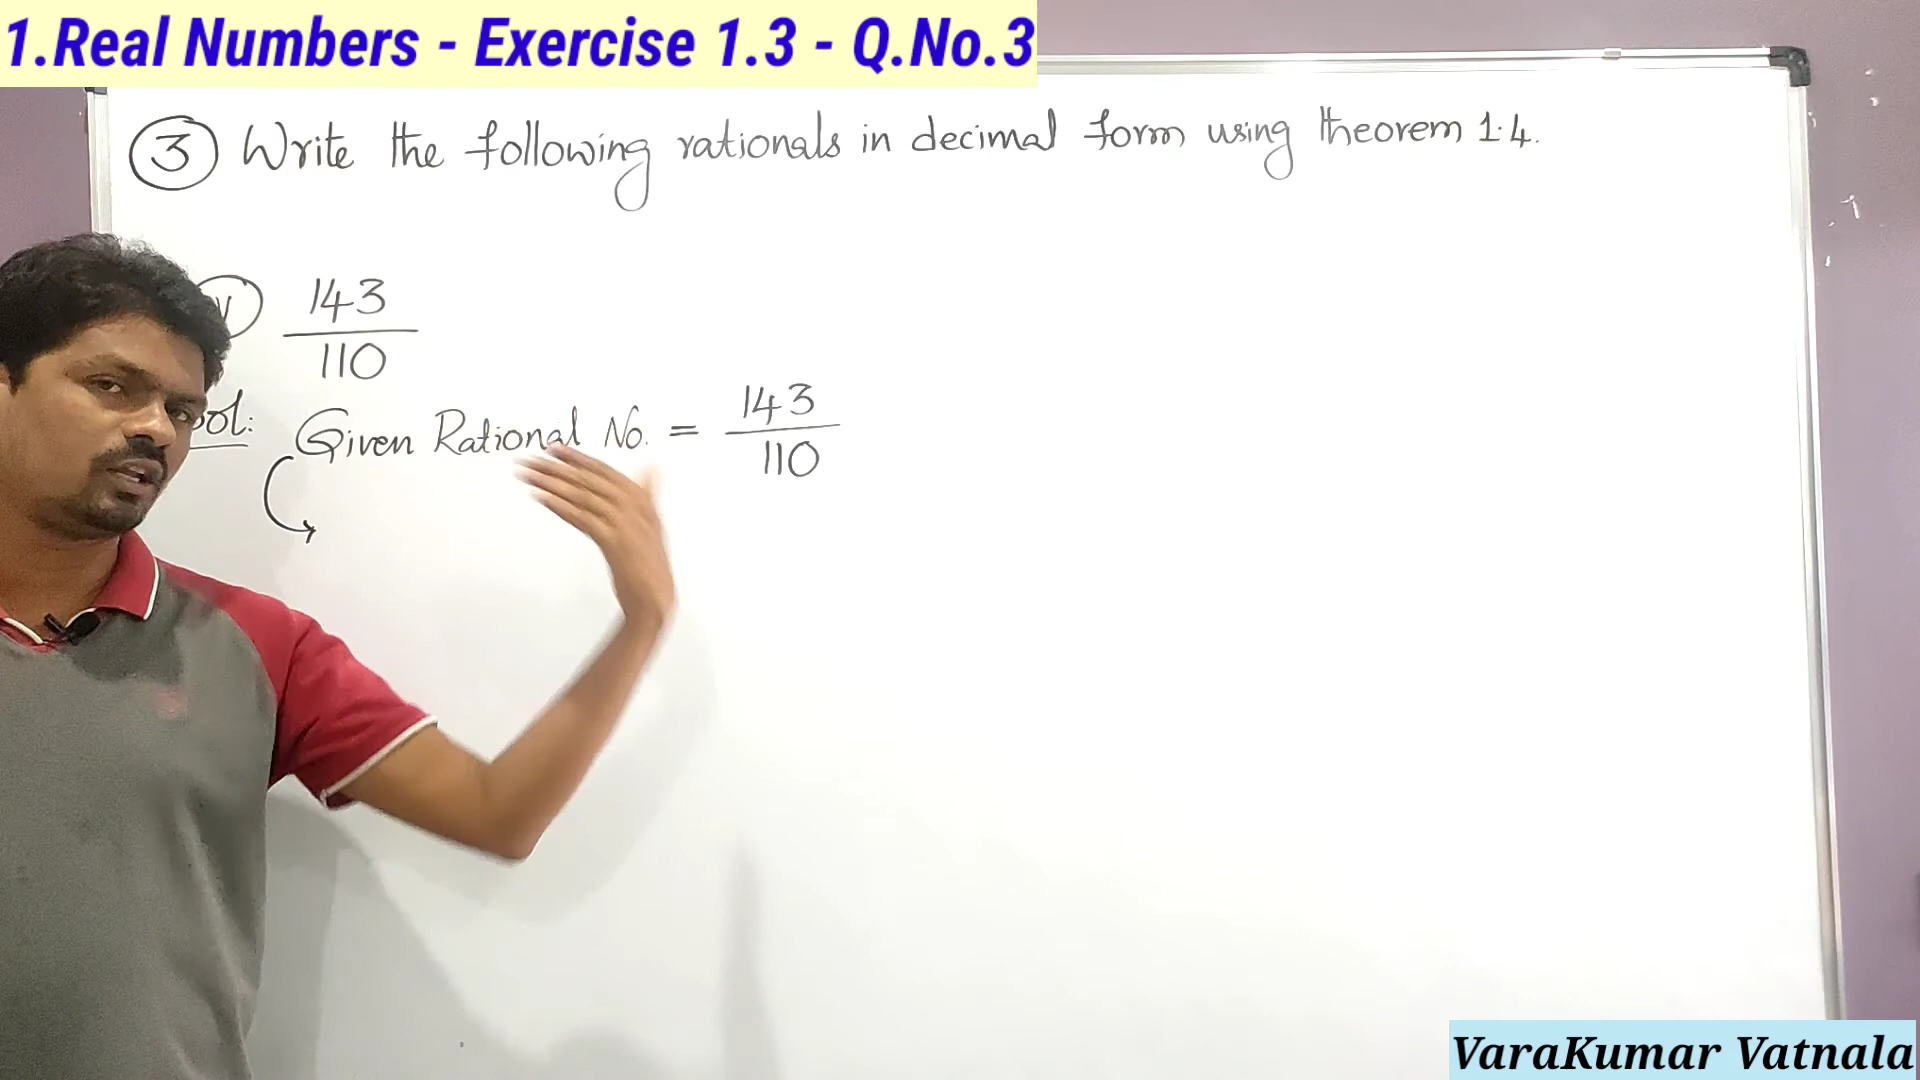 1.Real Numbers - Exercise 1.3 - Q.No.3
3 Write the following rationals in decimal form using theorem 1.4.
143
110
Sol: Given Rational No. = 143
110
VaraKumar Vatnala